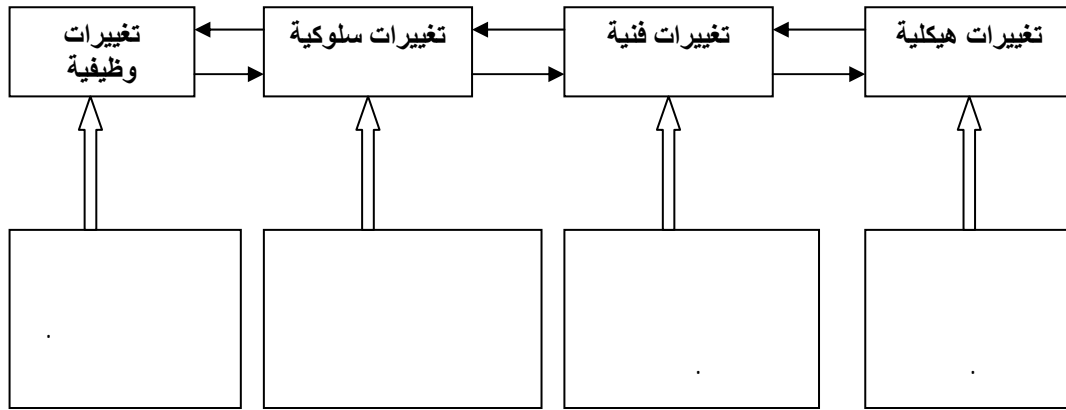 تغييرات هيكلية
تغييرات فنية
تغييرات سلوكية
تغييرات
وظيفية
.
.
.